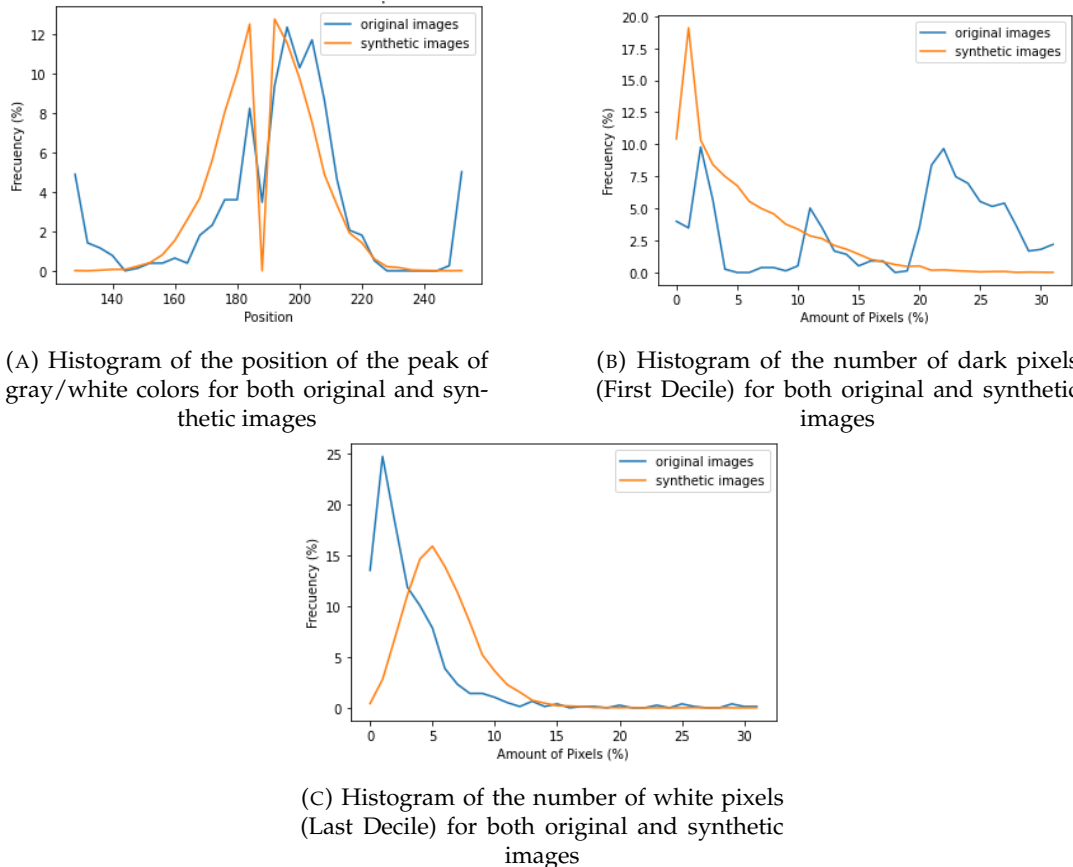 original images
synthetic images
12
10
8
6
4
2
0
Frecuency (%)
140 160 180 200 220 240
Position
(A) Histogram of the position of the peak of
gray/white colors for both original and syn-
thetic images
original images
synthetic images
20.0
17.5
15.0
12.5
10.0
7.5
5.0
2.5
0.0
Frecuency (%)
0 5 10 15 20 25 30
Amount of Pixels (%)
(B) Histogram of the number of dark pixels
(First Decile) for both original and synthetic
images
original images
synthetic images
25
20
15
10
5
0
Frecuency (%)
0 5 10 15 20 25 30
Amount of Pixels (%)
(C) Histogram of the number of white pixels
(Last Decile) for both original and synthetic
images